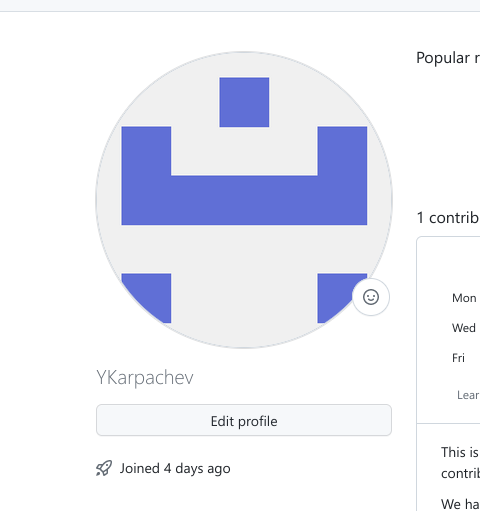 Popular r
1 contrib
Mon
Wed
Fri
Lear
YKarpachev
Edit profile
This is
contrib
Joined 4 days ago
We ha